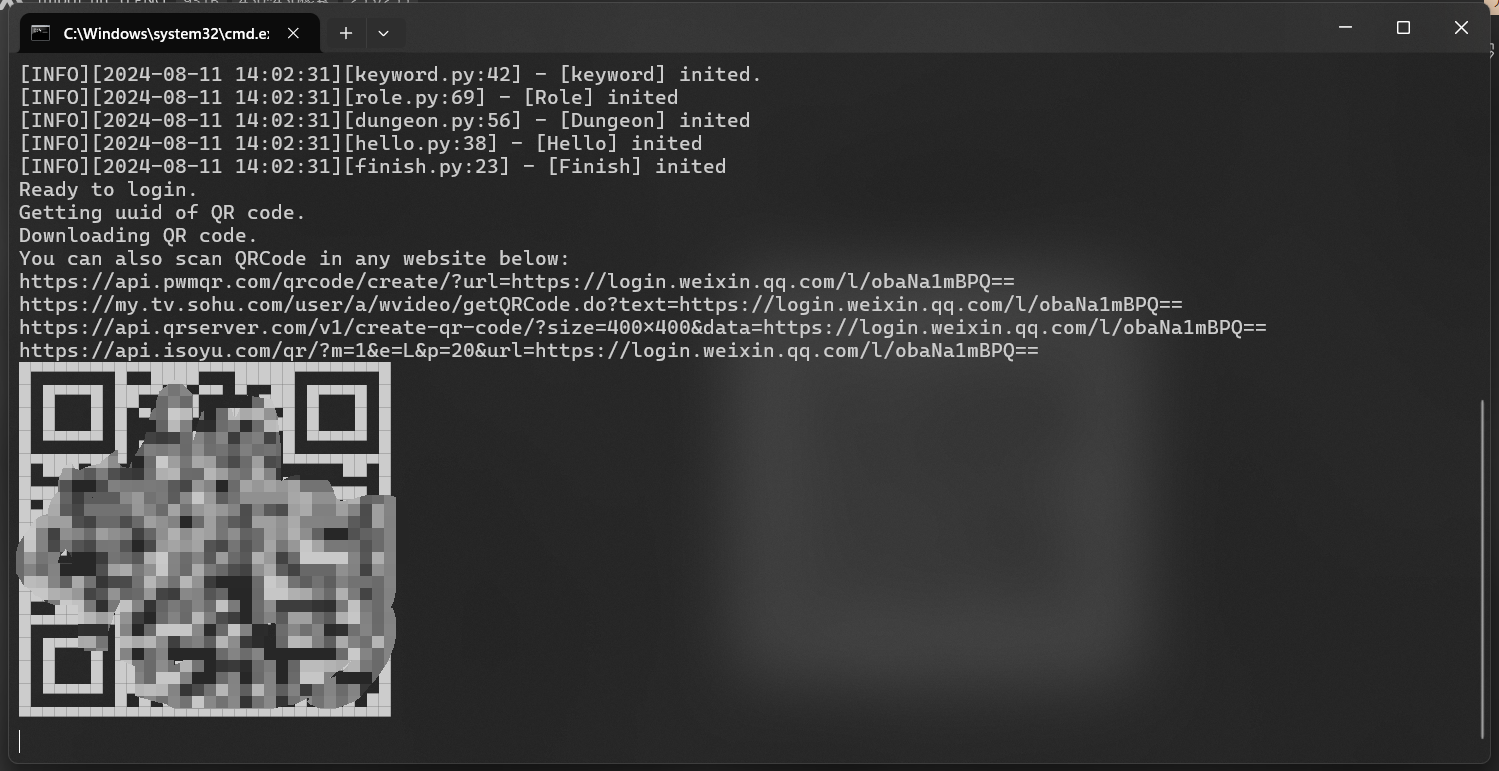 C:\Windows\system32\cmd.e
[INFO][2024-08-11 14:02:31][keyword.py:42] - [keyword] inited.
[INFO][2024-08-11 14:02:31][role.py:69] - [Role] inited
[INFO][2024-08-11 14:02:31][dungeon.py:56] - [Dungeon] inited
[INFO][2024-08-11 14:02:31][hello.py:38] - [Hello] inited
[INFO][2024-08-11 14:02:31][finish.py:23] - [Finish] inited
Ready to login.
Getting uuid of QR code.
Downloading QR code.
You can also scan QRCode in any website below:
https://api.pwmqr.com/qrcode/create/?url=https://login.weixin.qq.com/l/obaNa1mBPQ==
https://my.tv.sohu.com/user/a/wvideo/getQRCode.do?text=https://login.weixin.qq.com/l/obaNa1mBPQ==
https://api.qrserver.com/v1/create-qr-code/?size=400×400&data=https://login.weixin.qq.com/l/obaNa1mBPQ==
https://api.isoyu.com/qr/?m=1&e=L&p=20&url=https://login.weixin.qq.com/l/obaNa1mBPQ==